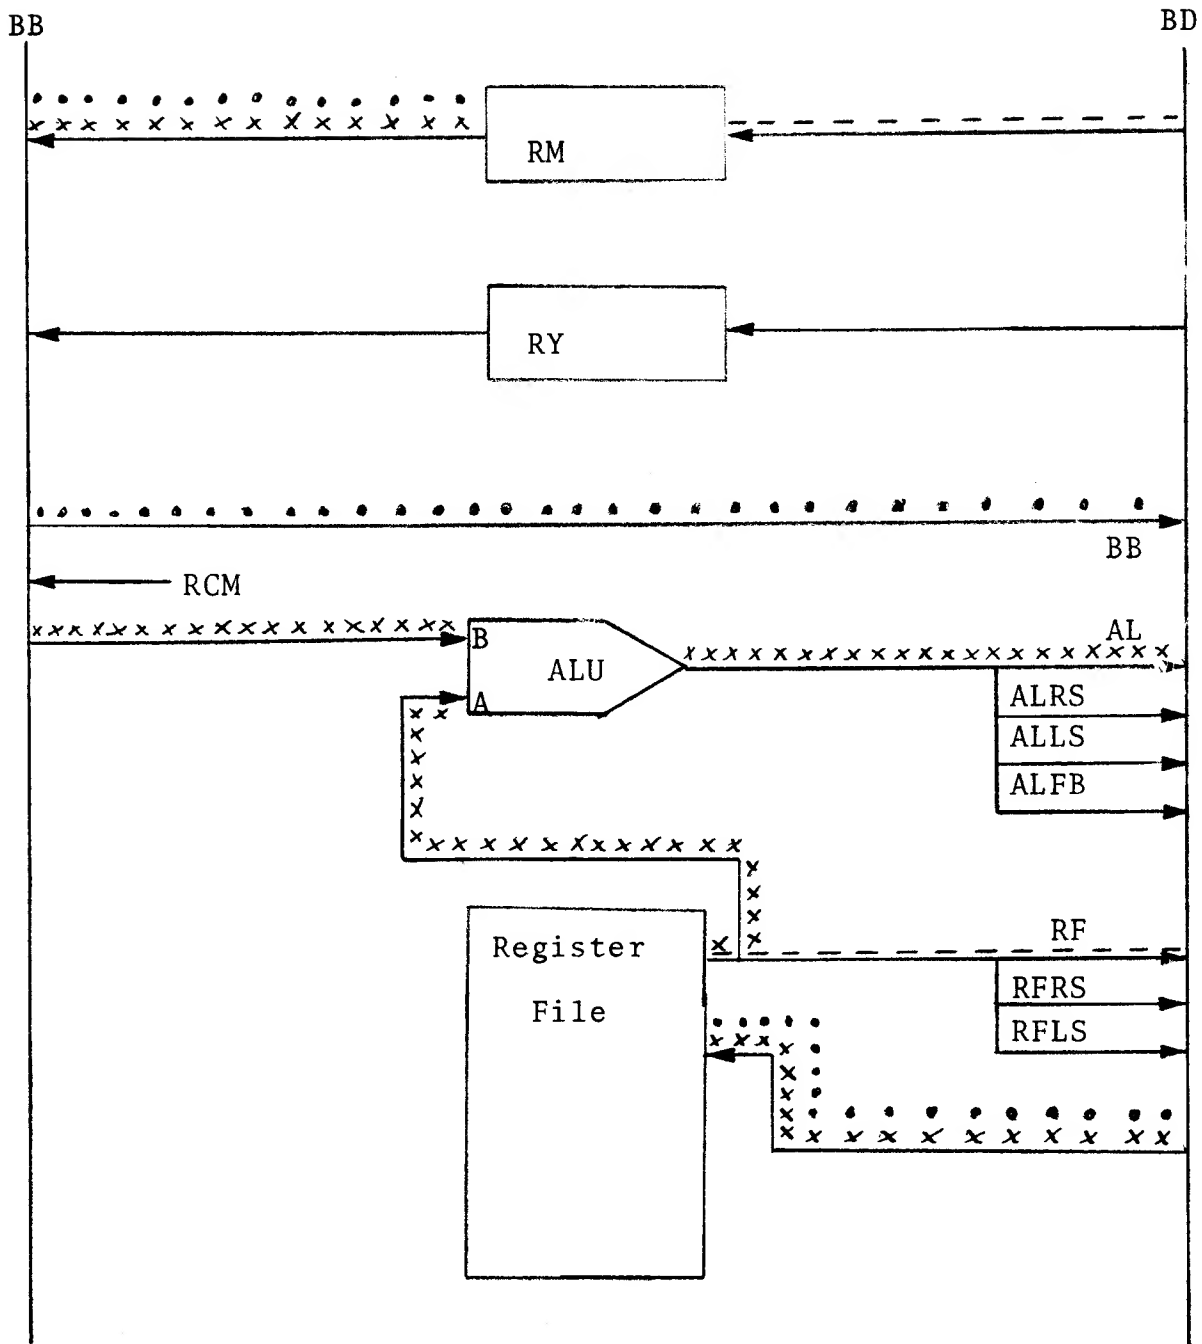 BB
BD
RM
RY
BB
RCM
B
ALU
AL
A
ALRS
ALLS
ALFB
Register
File
RF
RFRS
RFLS